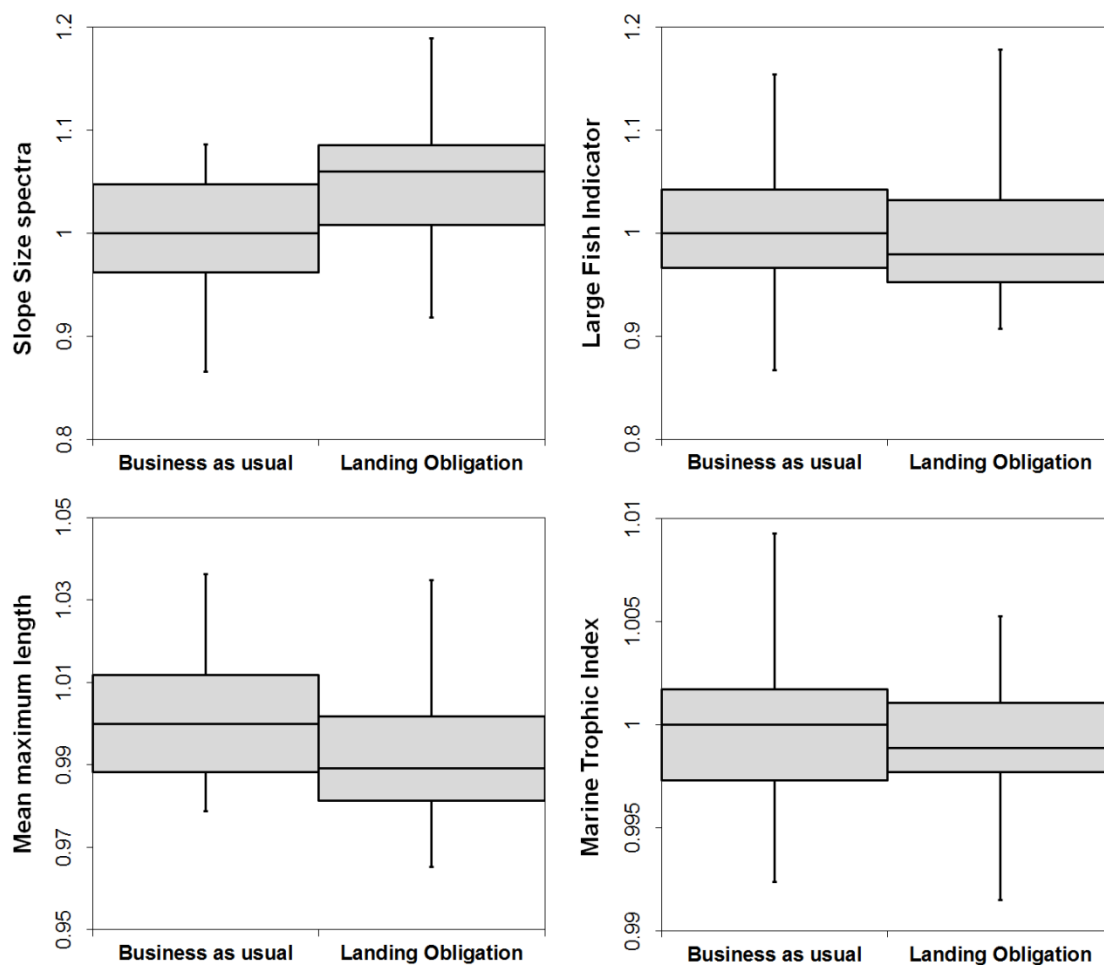 Slope Size spectra
1.2
1.1
1
0.9
0.8
Business as usual
Landing Obligation
Large Fish Indicator
1.2
1.1
1
0.9
0.8
Business as usual
Landing Obligation
Mean maximum length
1.05
1.03
1.01
0.99
0.97
0.95
Business as usual
Landing Obligation
Marine Trophic Index
1.01
1.005
1
0.995
0.99
Business as usual
Landing Obligation